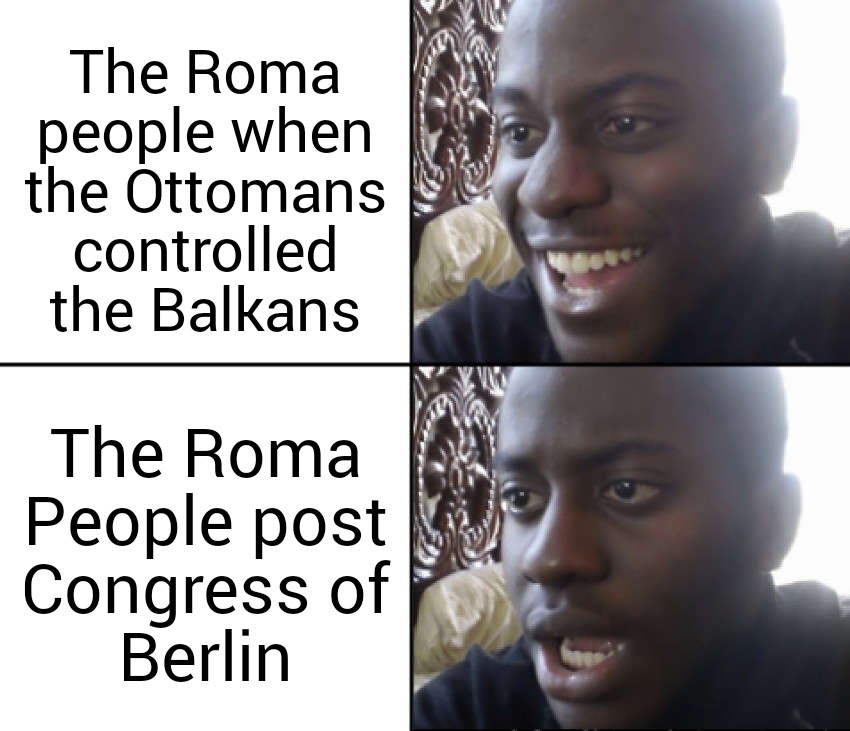 The Roma
people when
the Ottomans
controlled
the Balkans
The Roma
People post
Congress of
Berlin